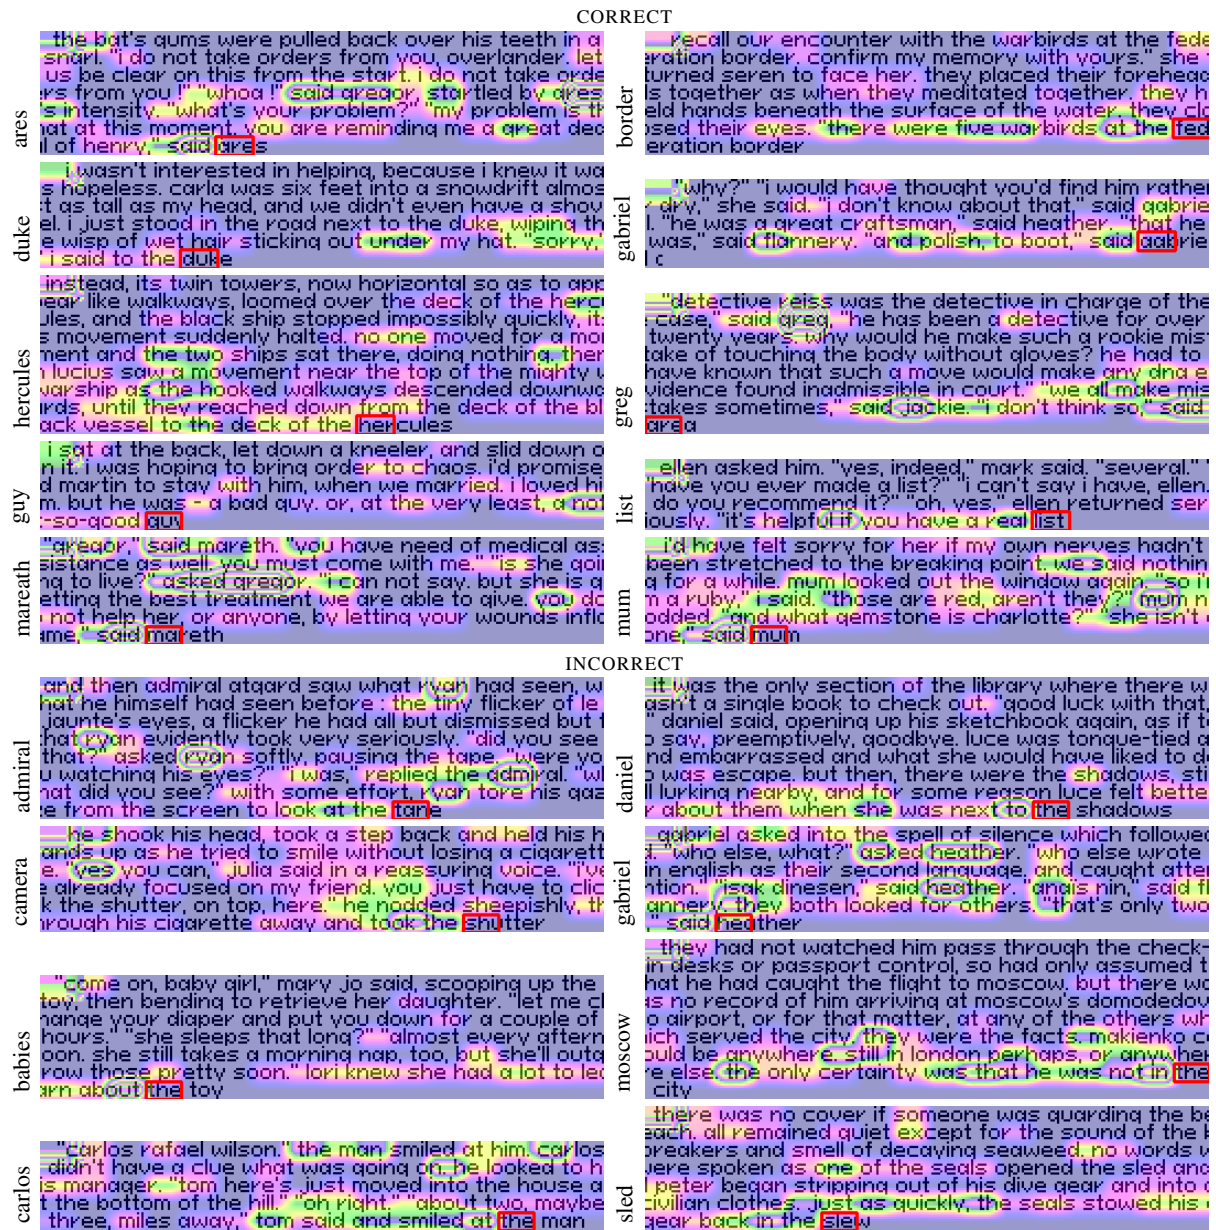 CORRECT
ares
the bat's gums were pulled back over his teeth in a
snarl. "i do not take orders from you, overlander. let
us be clear on this from the start. i do not take orde
rs from you." "whoa!" said gregor, startled by ares
's intensity. "what's your problem?" "my problem is th
at at this moment, you are reminding me a great dea
l of henry," said ares
border
recall our encounter with the warbirds at the fede
ration border. confirm my memory with yours." she
turned seren to face her. they placed their forehead
s together as when they meditated together. they h
eld hands beneath the surface of the water. they clo
sed their eyes. "there were five warbirds at the fed
eration border
duke
i wasn't interested in helping, because i knew it wa
s hopeless. carla was six feet into a snowdrift almos
t as tall as my head, and we didn't even have a shov
el. i just stood in the road next to the duke, wiping th
e wisp of wet hair sticking out under my hat. "sorry,"
i said to the duke
gabriel
"why?" "i would have thought you'd find him rather
dry," she said. "i don't know about that," said gabrie
l. "he was a great craftsman," said heather. "that he
was," said flannery. "and polish, to boot," said gabrie
l c
hercules
instead, its twin towers, now horizontal so as to app
ear like walkways, loomed over the deck of the herc
ules, and the black ship stopped impossibly quickly, it
s movement suddenly halted. no one moved for a mo
ment and the two ships sat there, doing nothing. then
lucius saw a movement near the top of the mighty w
arship as the hooked walkways descended downwo
rds, until they reached down from the deck of the bl
ack vessel to the deck of the hercules
greg
"detective reiss was the detective in charge of the
case," said greg. "he has been a detective for over
twenty years. why would he make such a rookie mis
take of touching the body without gloves? he had to
have known that such a move would make any dna e
vidence found inadmissible in court." "we all make mis
takes sometimes," said jackie. "i don't think so," said
greg
guy
i sat at the back, let down a kneeler, and slid down o
n it. i was hoping to bring order to chaos. i'd promise
d martin to stay with him, when we married. i loved hi
m. but he was - a bad guy. or, at the very least, a not
-so-good guy
list
ellen asked him. "yes, indeed," mark said. "several."
"have you ever made a list?" "i can't say i have, ellen.
do you recommend it?" "oh, yes," ellen returned ser
iously. "it's helpful if you have a real list
mareath
"gregor," said mareth. "you have need of medical as
sistance as well. you must come with me." "is she goi
ng to live?" asked gregor. "i can not say. but she is g
etting the best treatment we are able to give. you do
not help her, or anyone, by letting your wounds infla
me," said mareth
mum
i'd have felt sorry for her if my own nerves hadn't
been stretched to the breaking point. we said nothin
g for a while. mum looked out the window again. "so i'
m a ruby," i said. "those are red, aren't they?" mum n
odded. "and what gemstone is charlotte?" "she isn't
one," said mum
INCORRECT
admiral
and then admiral atgard saw what ryan had seen, w
hat he himself had seen before : the tiny flicker of le
jaunte's eyes, a flicker he had all but dismissed but t
hat ryan evidently took very seriously. "did you see
that?" asked ryan softly, pausing the tape. "were yo
u watching his eyes?" "i was," replied the admiral. "w
hat did you see?" with some effort, ryan tore his gaz
e from the screen to look at the tape
daniel
it was the only section of the library where there w
asn't a single book to check out. "good luck with that,
" daniel said, opening up his sketchbook again, as if t
o say, preemptively, goodbye. luce was tongue-tied a
nd embarrassed and what she would have liked to d
o was escape. but then, there were the shadows, sti
ll lurking nearby, and for some reason luce felt bette
r about them when she was next to the shadows
camera
he shook his head, took a step back and held his h
ands up as he tried to smile without losing a cigarett
e. "yes you can," julia said in a reassuring voice. "i've
already focused on my friend. you just have to clic
k the shutter, on top, here." he nodded sheepishly, th
rough his cigarette away and took the shutter
gabriel
gabriel asked into the spell of silence which followed
. "who else, what?" asked heather. "who else wrote
in english as their second language, and caught atte
ntion." "isak dinesen," said heather. "anais nin," said fl
annery. they both looked for others. "that's only two
," said heather
babies
"come on, baby girl," mary jo said, scooping up the
toy, then bending to retrieve her daughter. "let me c
hange your diaper and put you down for a couple of
hours." "she sleeps that long?" "almost every aftern
oon. she still takes a morning nap, too, but she'll outg
row those pretty soon." lori knew she had a lot to le
arn about the toy
moscow
they had not watched him pass through the check-
in desks or passport control, so had only assumed t
hat he had caught the flight to moscow. but there wa
s no record of him arriving at moscow's domodedov
o airport, or for that matter, at any of the others wh
ich served the city. they were the facts. makienko c
ould be anywhere. still in london perhaps, or anywher
e else. the only certainty was that he was not in the
city
carlos
"carlos rafael wilson." the man smiled at him. carlos
didn't have a clue what was going on. he looked to h
is manager. "tom here's just moved into the house a
t the bottom of the hill." "oh right." "about two, maybe
three, miles away," tom said and smiled at the man
sled
there was no cover if someone was guarding the be
ach. all remained quiet except for the sound of the b
reakers and smell of decaying seaweed. no words w
ere spoken as one of the seals opened the sled and
peter began stripping out of his dive gear and into c
ivilian clothes. just as quickly, the seals stowed his
gear back in the slew